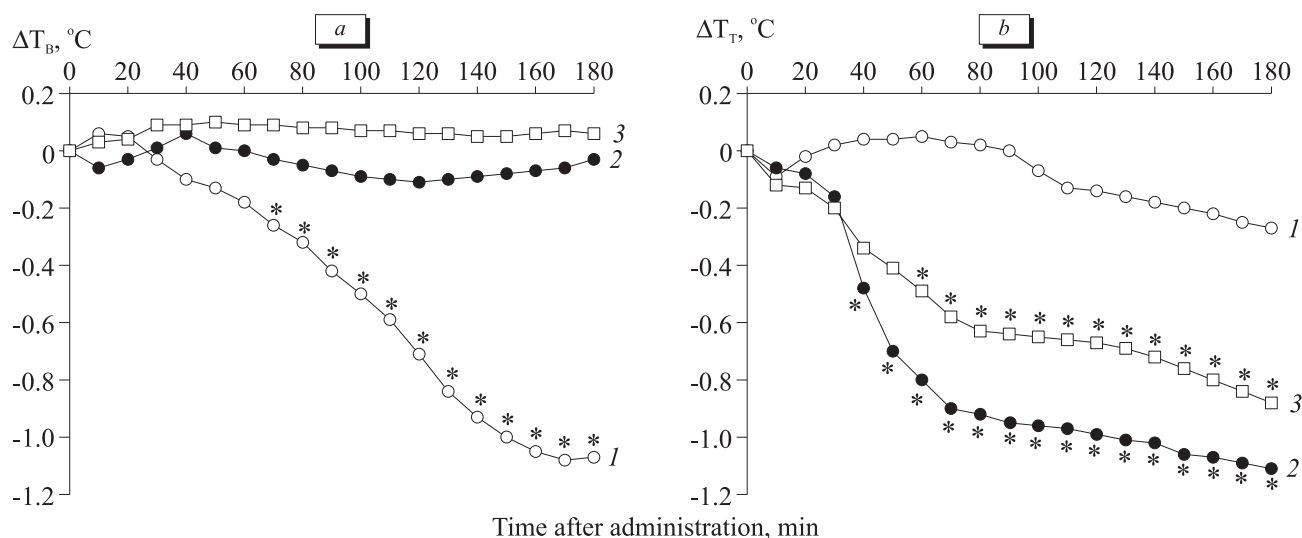 a
b
ΔT_B, °C
ΔT_T, °C
0 20 40 60 80 100 120 140 160 180
0 20 40 60 80 100 120 140 160 180
0.2
0
-0.2
-0.4
-0.6
-0.8
-1.0
-1.2
3
2
* * * * * * * * * * * *
1
0.2
0
-0.2
-0.4
-0.6
-0.8
-1.0
-1.2
1
* * * * * * * * * * * * *
3
* * * * * * * * * * * * * * *
2
Time after administration, min